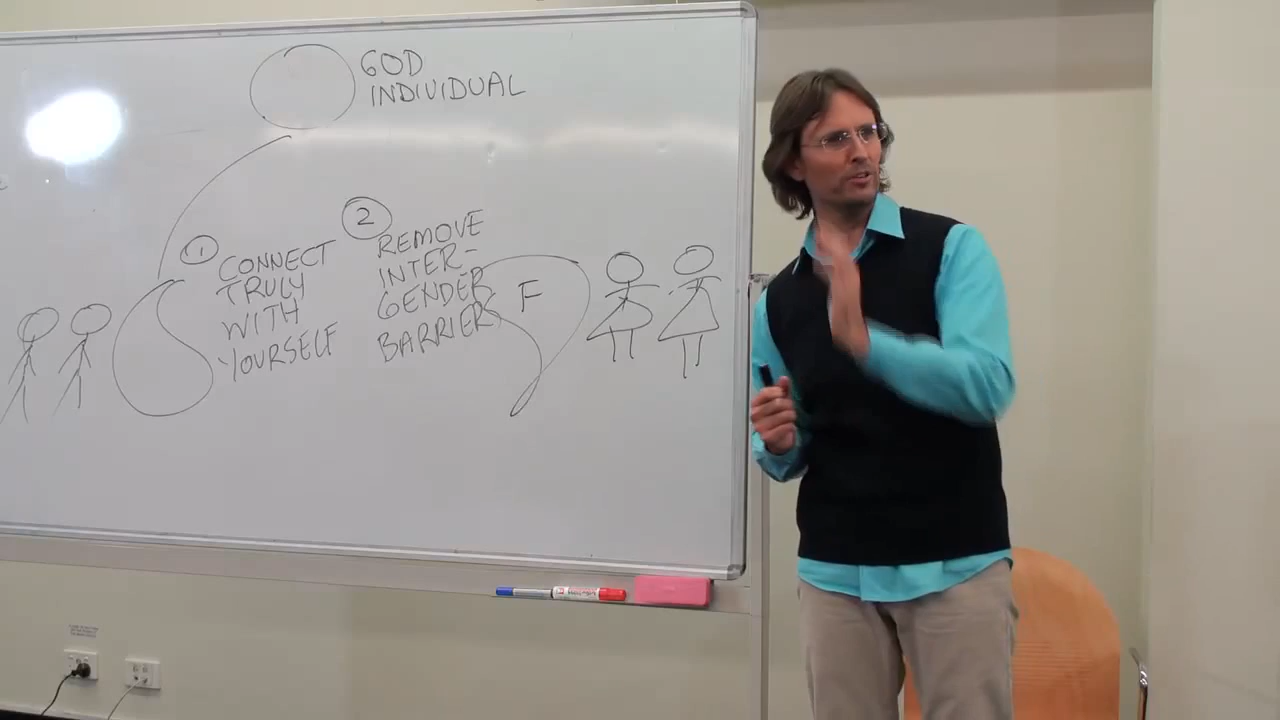 GOD
INDIVIDUAL
1
CONNECT
TRULY
WITH
YOURSELF
2
REMOVE
INTER-
GENDER
BARRIERS
F